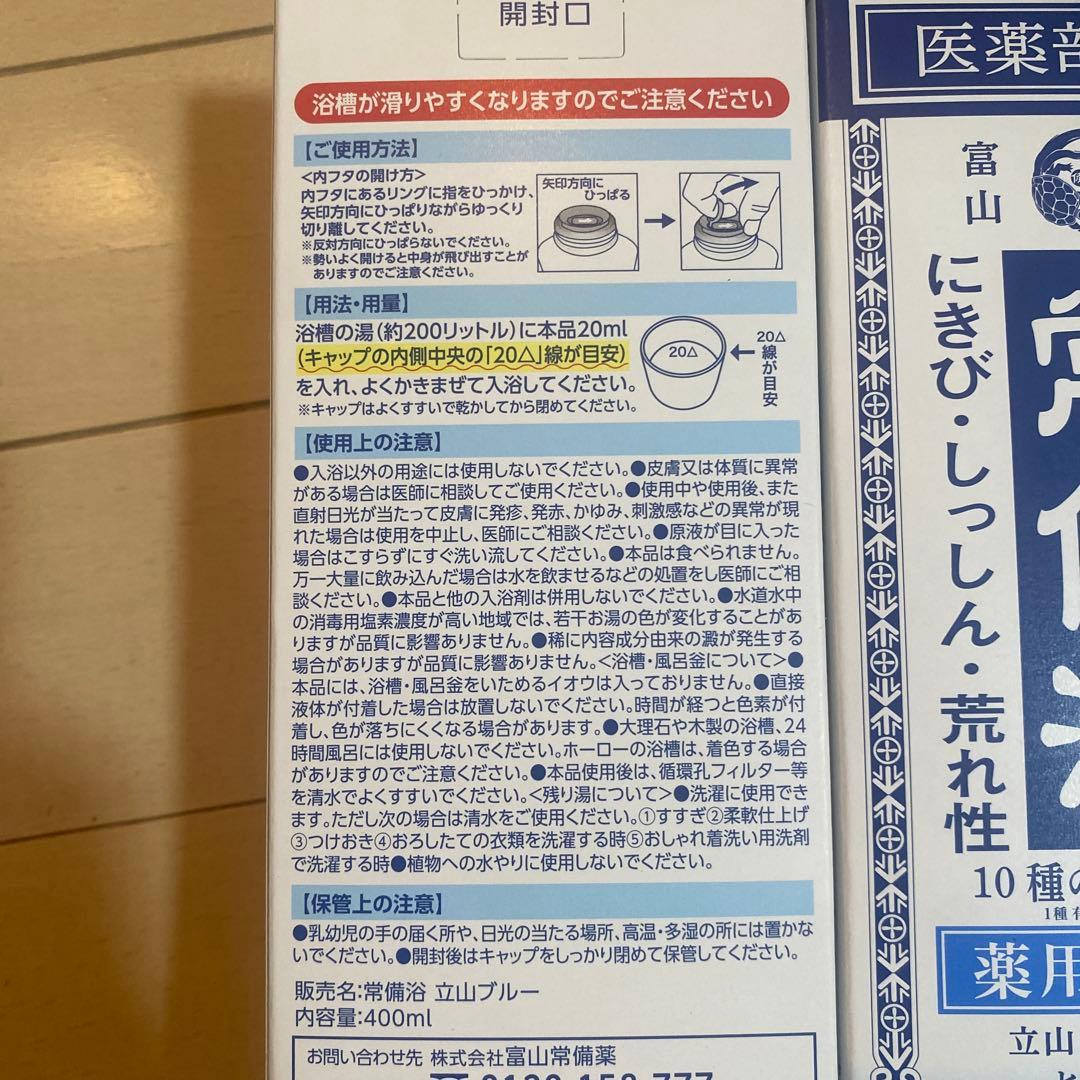 開封口
浴槽が滑りやすくなりますのでご注意ください
【ご使用方法】
<内フタの開け方>
内フタにあるリングに指をひっかけ、
矢印方向にひっぱりながらゆっくり
切り離してください。
※反対方向にひっぱらないでください。
※勢いよく開けると中身が飛び出すことが
ありますのでご注意ください。
矢印方向に
ひっぱる
【用法・用量】
浴槽の湯(約200リットル)に本品20ml
(キャップの内側中央の「20△」線が目安)
を入れ、よくかきまぜて入浴してください。
※キャップはよくすすいで乾かしてから閉めてください。
20△
20△
線が目安
【使用上の注意】
●入浴以外の用途には使用しないでください。●皮膚又は体質に異常
がある場合は医師に相談してご使用ください。●使用中や使用後、また
直射日光が当たって皮膚に発疹、発赤、かゆみ、刺激感などの異常が現
れた場合は使用を中止し、医師にご相談ください。●原液が目に入った
場合はこすらずにすぐ洗い流してください。●本品は食べられません。
万一大量に飲み込んだ場合は水を飲ませるなどの処置をし医師にご相
談ください。●本品と他の入浴剤は併用しないでください。●水道水中
の消毒用塩素濃度が高い地域では、若干お湯の色が変化することがあ
りますが品質に影響ありません。●稀に内容成分由来の澱が発生する
場合がありますが品質に影響ありません。<浴槽・風呂釜について>●
本品には、浴槽・風呂釜をいためるイオウは入っておりません。●直接
液体が付着した場合は放置しないでください。時間が経つと色素が付
着し、色が落ちにくくなる場合があります。●大理石や木製の浴槽、24
時間風呂には使用しないでください。ホーローの浴槽は、着色する場合
がありますのでご注意ください。●本品使用後は、循環孔フィルター等
を清水でよくすすいでください。<残り湯について>●洗濯に使用でき
ます。ただし次の場合は清水をご使用ください。①すすぎ②柔軟仕上げ
③つけおき④おろしたての衣類を洗濯する時⑤おしゃれ着洗い用洗剤
で洗濯する時●植物への水やりに使用しないでください。
【保管上の注意】
●乳幼児の手の届く所や、日光の当たる場所、高温・多湿の所には置かな
いでください。●開封後はキャップをしっかり閉めて保管してください。
販売名:常備浴 立山ブルー
内容量:400ml
お問い合わせ先 株式会社富山常備薬
0120-158-777
医薬部
富山
常備浴
にきび・しっしん・荒れ性
10種の
1種有
薬用
立山